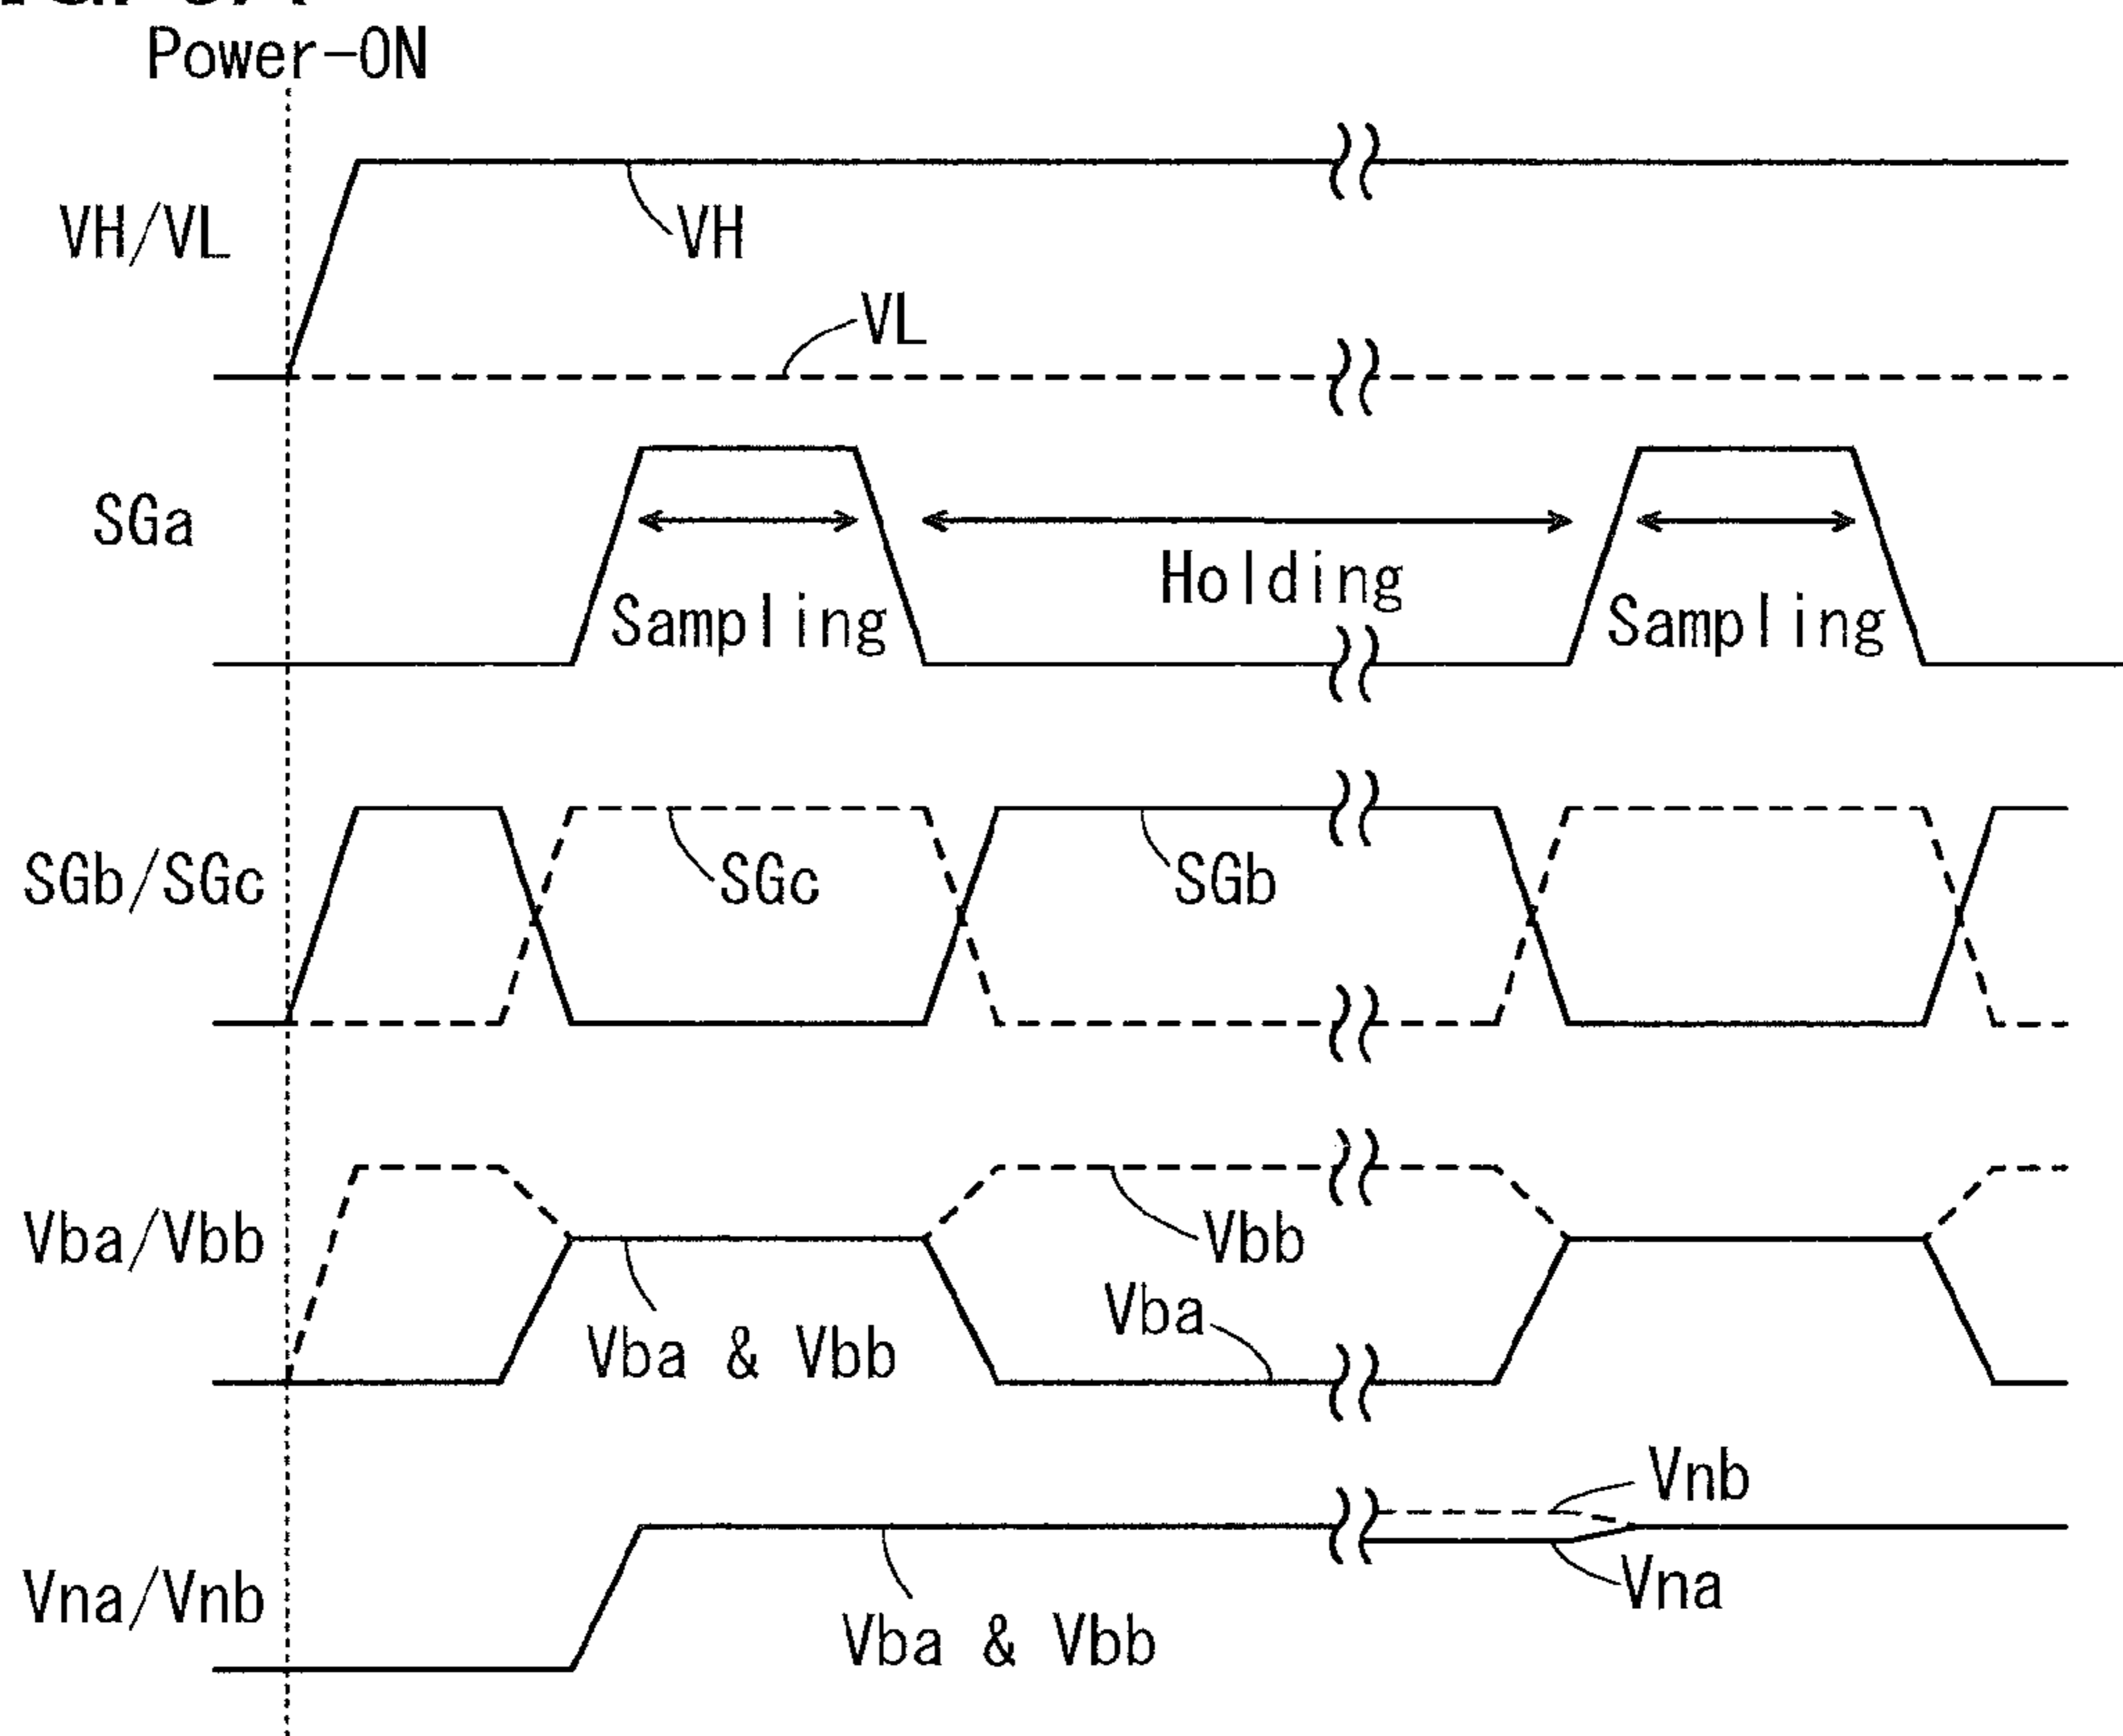 Power-ON
VH/VL
VH
VL
SGa
Sampling
Holding
Sampling
SGb/SGc
SGc
SGb
Vba/Vbb
Vba & Vbb
Vbb
Vba
Vna/Vnb
Vba & Vbb
Vnb
Vna